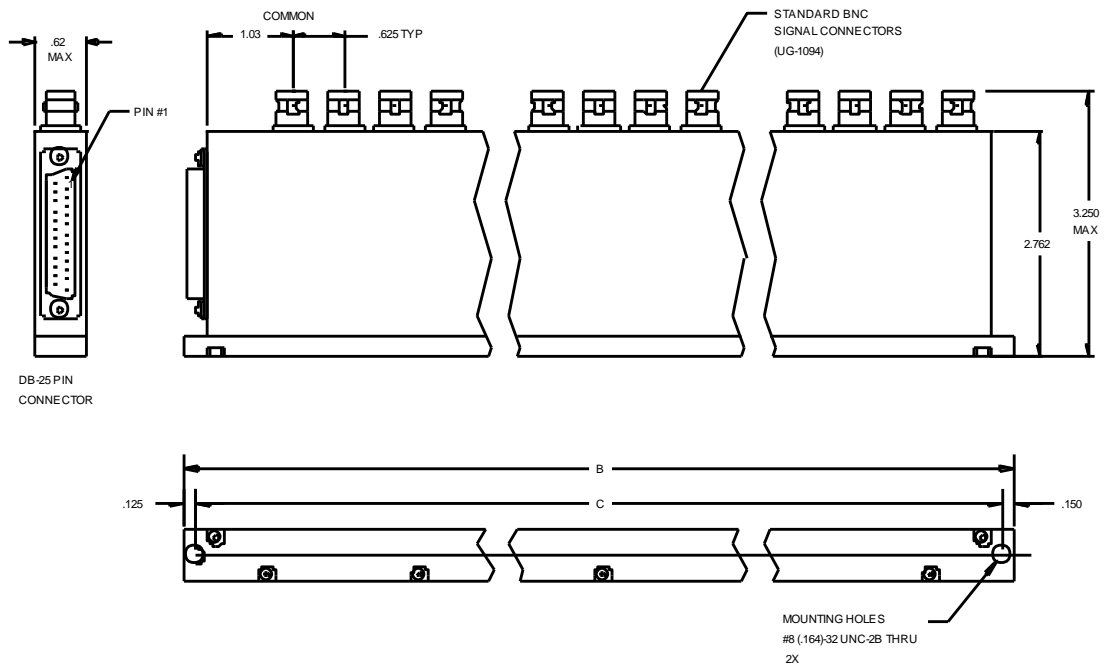 COMMON
STANDARD BNC
SIGNAL CONNECTORS
(UG-1094)
.62
MAX
1.03
.625 TYP
PIN #1
3.250
MAX
2.762
DB-25 PIN
CONNECTOR
B
.125
C
.150
MOUNTING HOLES
#8 (.164)-32 UNC-2B THRU
2X